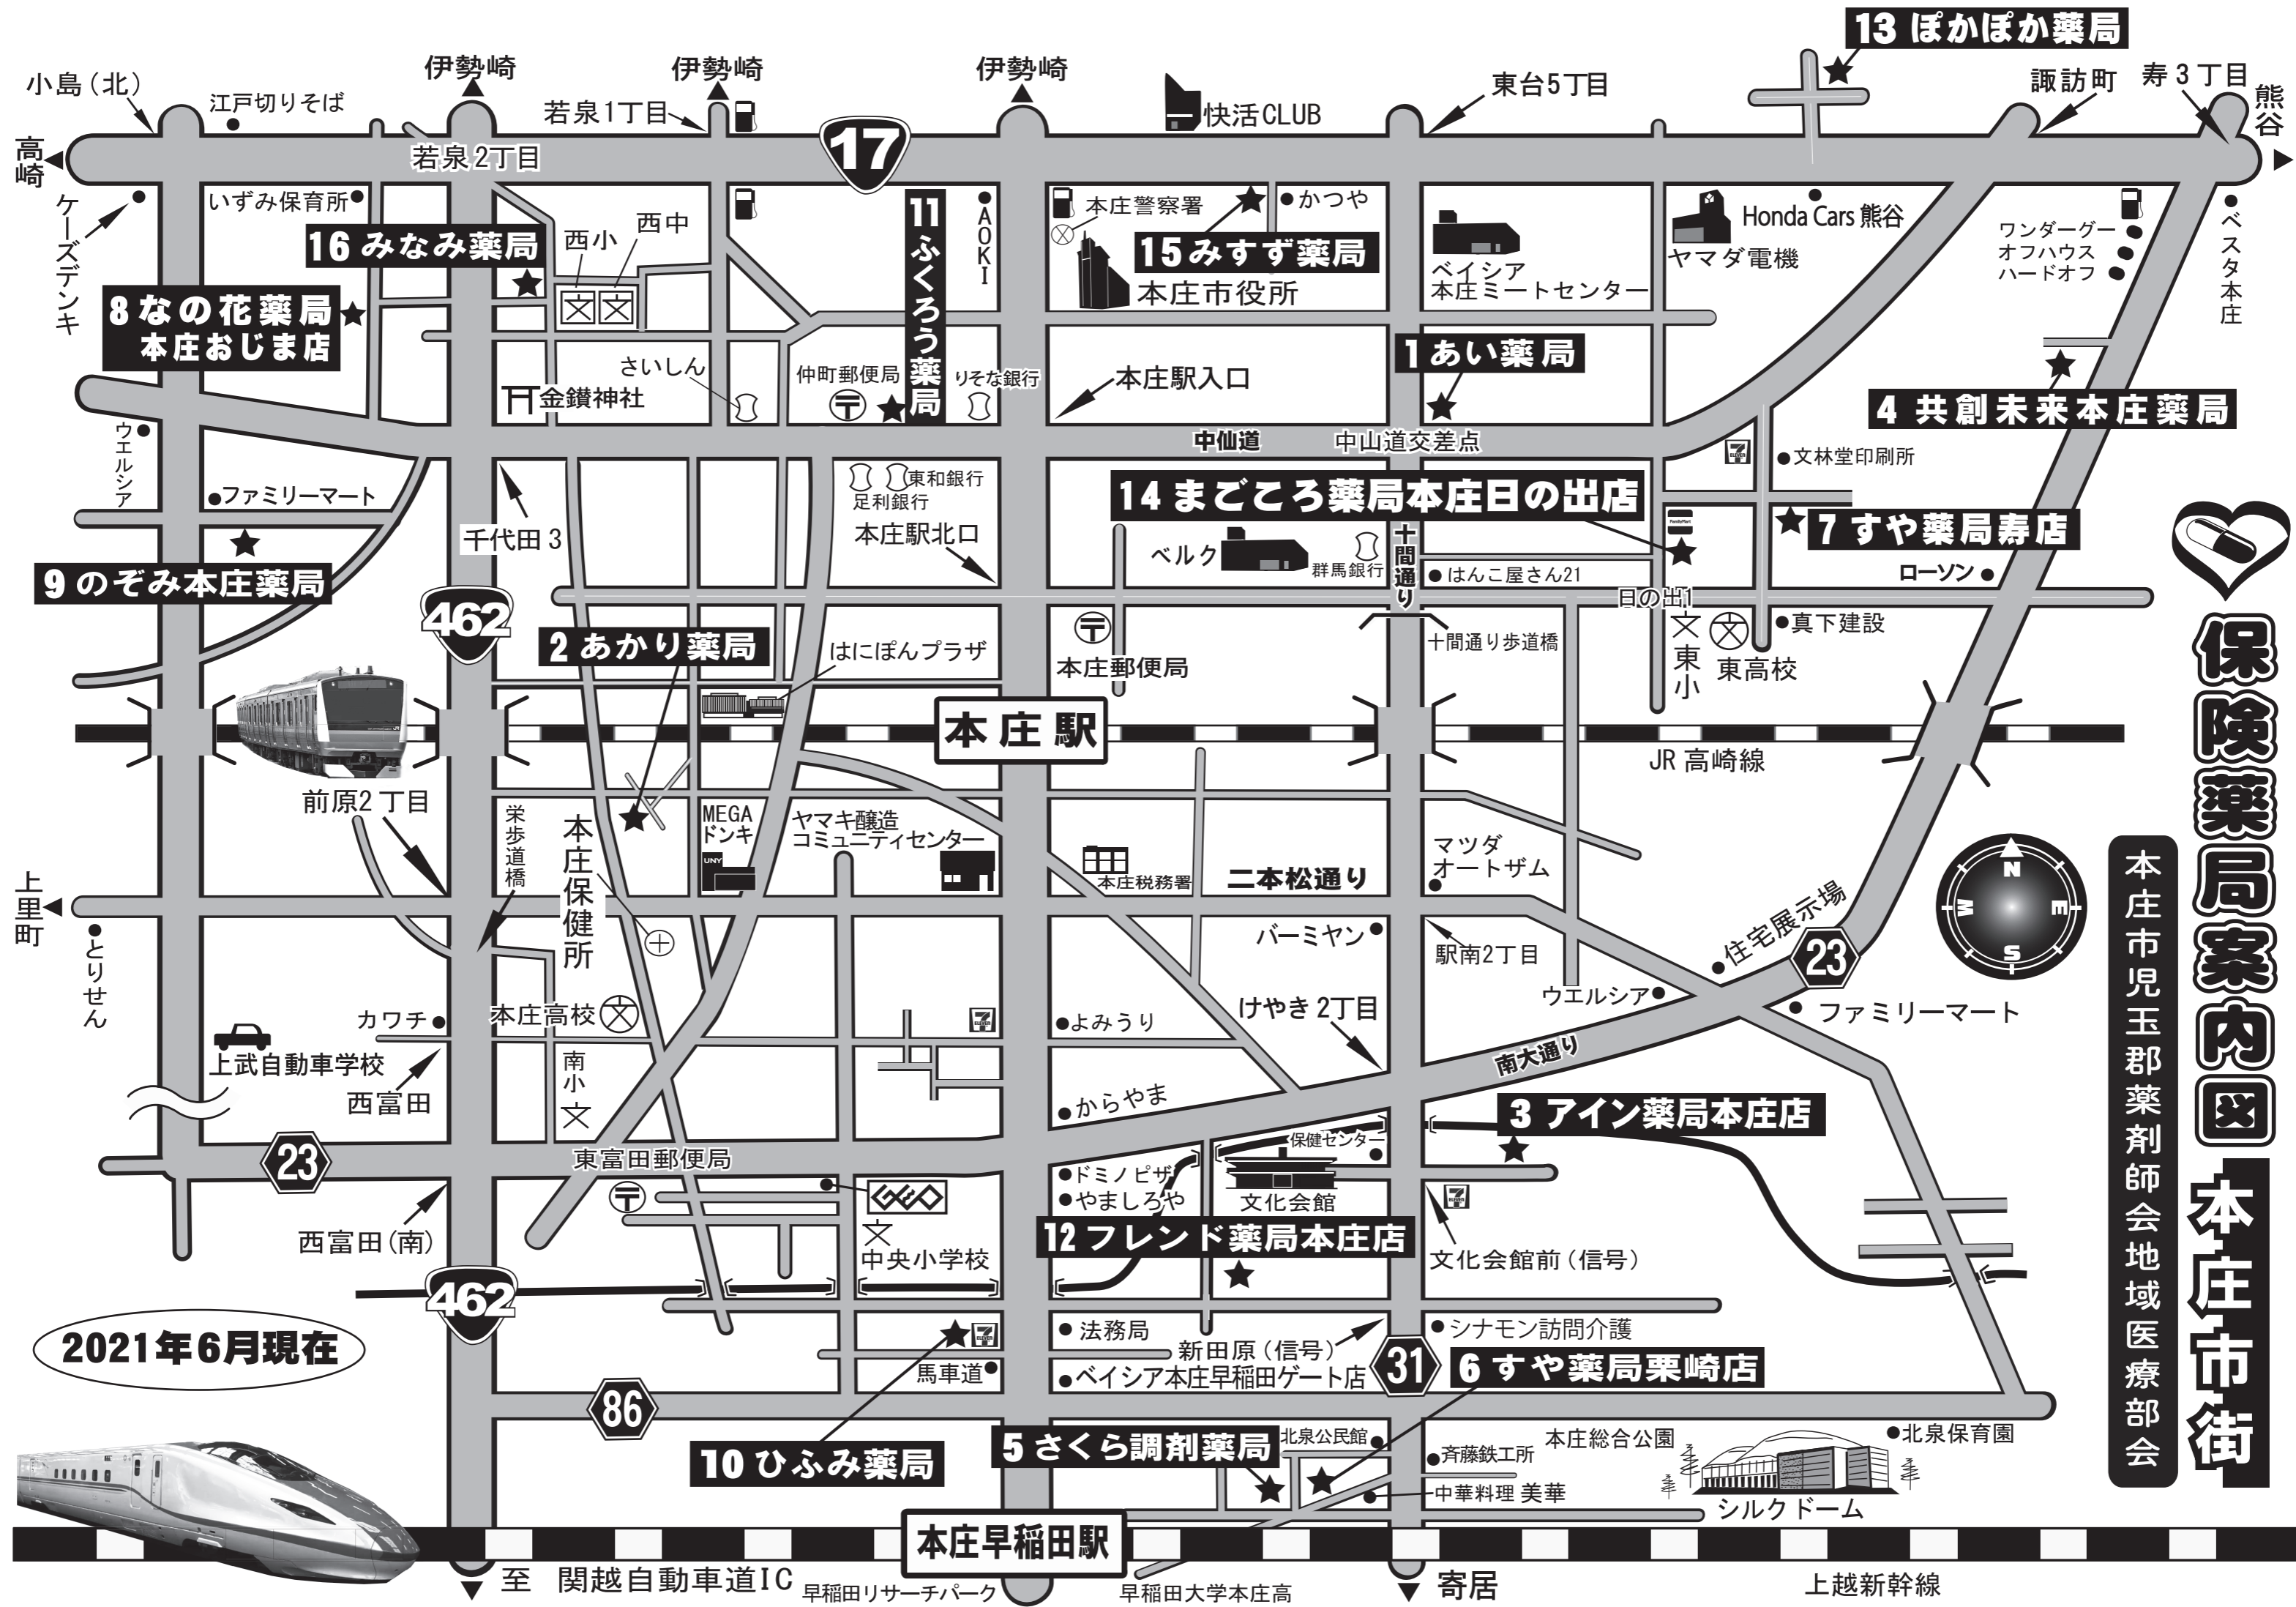 13 ぽかぽか薬局
小島(北)
江戸切りそば
伊勢崎
若泉1丁目
伊勢崎
伊勢崎
快活CLUB
東台5丁目
諏訪町
寿3丁目
熊谷
高崎
若泉2丁目
17
ケーズデンキ
いずみ保育所
16 みなみ薬局
西小
西中
11 ふくろう薬局
AOKI
本庄警察署
15 みすず薬局
かつや
本庄市役所
ベイシア
本庄ミートセンター
Honda Cars 熊谷
ヤマダ電機
ワンダーグー
オフハウス
ハードオフ
ベスタ本庄
8 なの花薬局
本庄おじま店
さいしん
金鑚神社
仲町郵便局
りそな銀行
本庄駅入口
1 あい薬局
4 共創未来本庄薬局
ウエルシア
ファミリーマート
千代田3
中仙道
中山道交差点
東和銀行
足利銀行
本庄駅北口
14 まごころ薬局本庄日の出店
7 ELEVEN
文林堂印刷所
FamilyMart
7 すや薬局寿店
9 のぞみ本庄薬局
ベルク
群馬銀行
十間通り
はんこ屋さん21
ローソン
日の出1
462
2 あかり薬局
はにぽんプラザ
本庄郵便局
十間通り歩道橋
東小
東高校
真下建設
本庄駅
JR 高崎線
前原2丁目
栄歩道橋
本庄保健所
MEGA
ドンキ
UNY
ヤマキ醸造
コミュニティセンター
本庄税務署
二本松通り
マツダ
オートザム
上里町
とりせん
バーミヤン
駅南2丁目
住宅展示場
23
N
E
S
W
カワチ
本庄高校
7 ELEVEN
よみうり
けやき2丁目
ウエルシア
ファミリーマート
上武自動車学校
西富田
南小
からやま
南大通り
3 アイン薬局本庄店
23
東富田郵便局
保健センター
ドミノピザ
やましろや
文化会館
GEO
7 ELEVEN
西富田(南)
中央小学校
12 フレンド薬局本庄店
文化会館前(信号)
462
2021年6月現在
7 ELEVEN
馬車道
法務局
新田原(信号)
ベイシア本庄早稲田ゲート店
31
シナモン訪問介護
6 すや薬局栗崎店
86
10 ひふみ薬局
5 さくら調剤薬局
北泉公民館
斉藤鉄工所
中華料理 美華
本庄総合公園
シルクドーム
北泉保育園
本庄早稲田駅
至 関越自動車道IC
早稲田リサーチパーク
早稲田大学本庄高
寄居
上越新幹線
保険薬局案内図
本庄市街
本庄市児玉郡薬剤師会地域医療部会